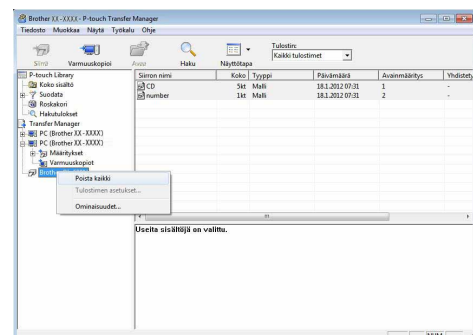 Brother XX-XXXX - P-touch Transfer Manager
Tiedosto Muokkaa Näytä Työkalu Ohje
Siirrä Varmuuskopioi Avaa Haku Näyttötapa
Tulostin:
Kaikki tulostimet
P-touch Library
Koko sisältö
Suodata
Roskakori
Hakutulokset
Transfer Manager
PC (Brother XX-XXXX)
PC (Brother XX-XXXX)
Määritykset
Varmuuskopiot
Poista kaikki
Tulostimen asetukset...
Ominaisuudet...
Siirron nimi Koko Tyyppi Päivämäärä Avainmääritys Yhdistety
CD 5kt Malli 18.1.2012 07:31 1 -
number 1kt Malli 18.1.2012 07:31 2 -
Useita sisältöjä on valittu.